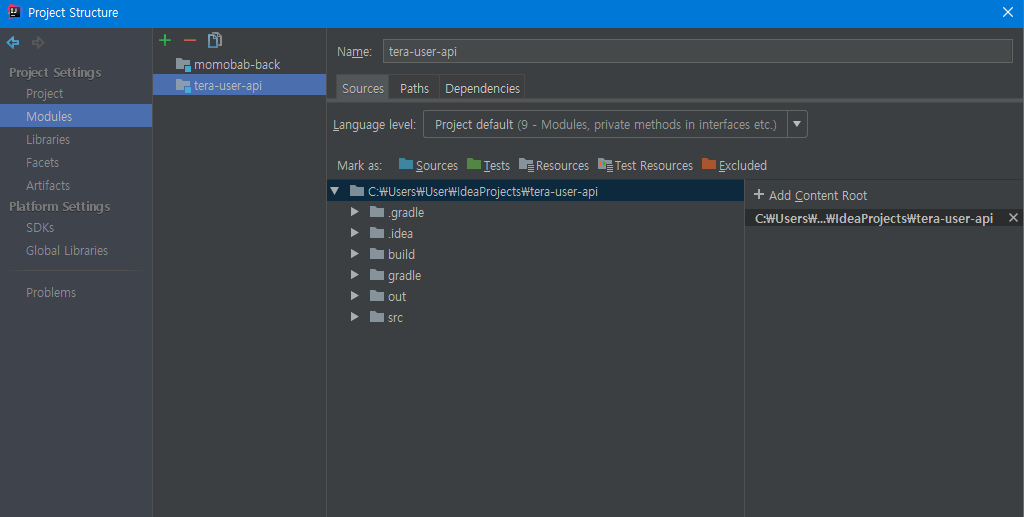 Project Structure
Project Settings
Project
Modules
Libraries
Facets
Artifacts
Platform Settings
SDKs
Global Libraries
Problems
momobab-back
tera-user-api
Name: tera-user-api
Sources Paths Dependencies
Language level: Project default (9 - Modules, private methods in interfaces etc.)
Mark as: Sources Tests Resources Test Resources Excluded
C:₩Users₩User₩IdeaProjects₩tera-user-api
.gradle
.idea
build
gradle
out
src
+ Add Content Root
C:₩Users₩...₩IdeaProjects₩tera-user-api